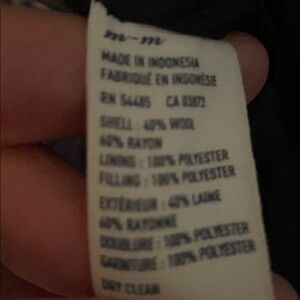 m-m
MADE IN INDONESIA
FABRIQUÉ EN INDONÉSIE
RN 54485 CA 03873
SHELL : 40% WOOL
60% RAYON
LINING : 100% POLYESTER
FILLING : 100% POLYESTER
EXTÉRIEUR : 40% LAINE
60% RAYONNE
DOUBLURE : 100% POLYESTER
GARNITURE : 100% POLYESTER
DRY CLEAN